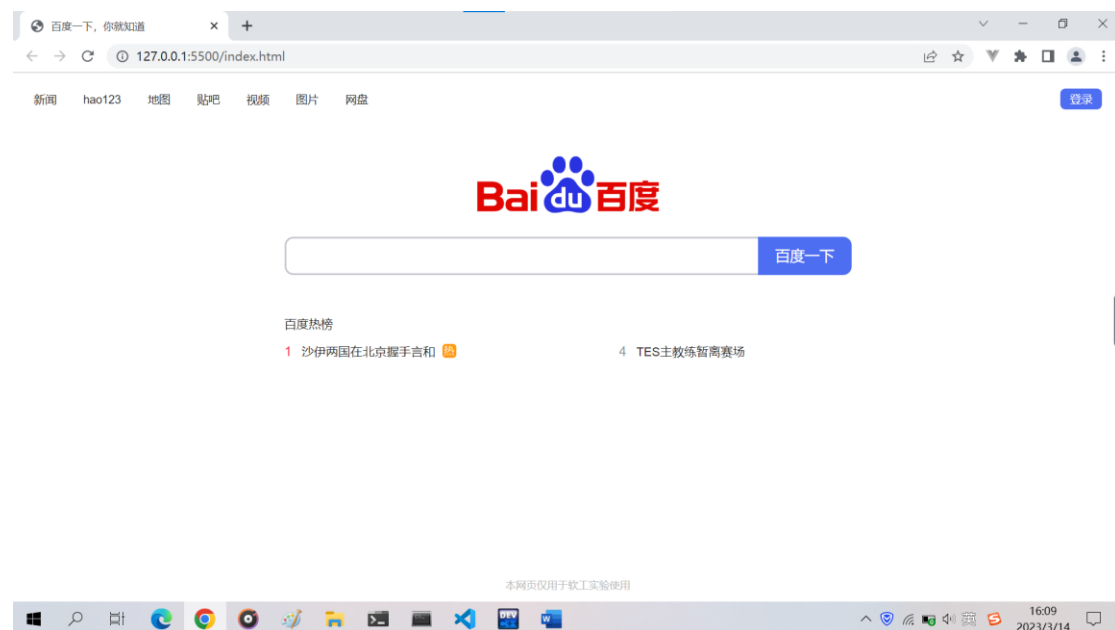 百度一下，你就知道
127.0.0.1:5500/index.html
新闻 hao123 地图 贴吧 视频 图片 网盘 登录
Bai du 百度
百度一下
百度热榜
1 沙伊两国在北京握手言和 热 4 TES主教练暂离赛场
本网页仅用于软工实验使用
DEV
W
英
16:09
2023/3/14